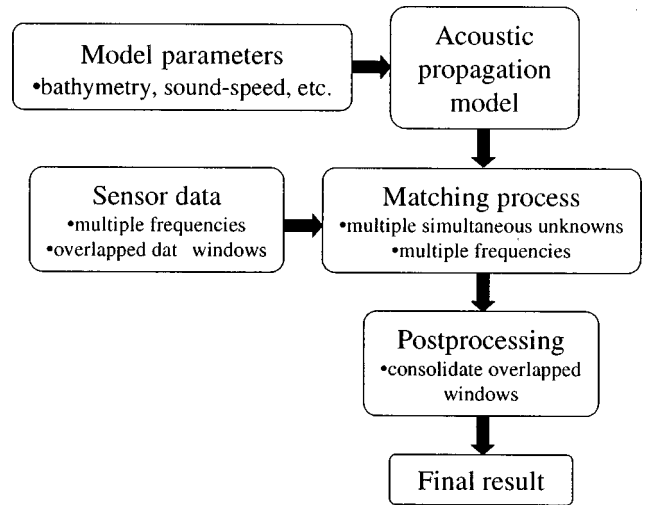 Model parameters
•bathymetry, sound-speed, etc.
Acoustic
propagation
model
Sensor data
•multiple frequencies
•overlapped dat windows
Matching process
•multiple simultaneous unknowns
•multiple frequencies
Postprocessing
•consolidate overlapped
windows
Final result